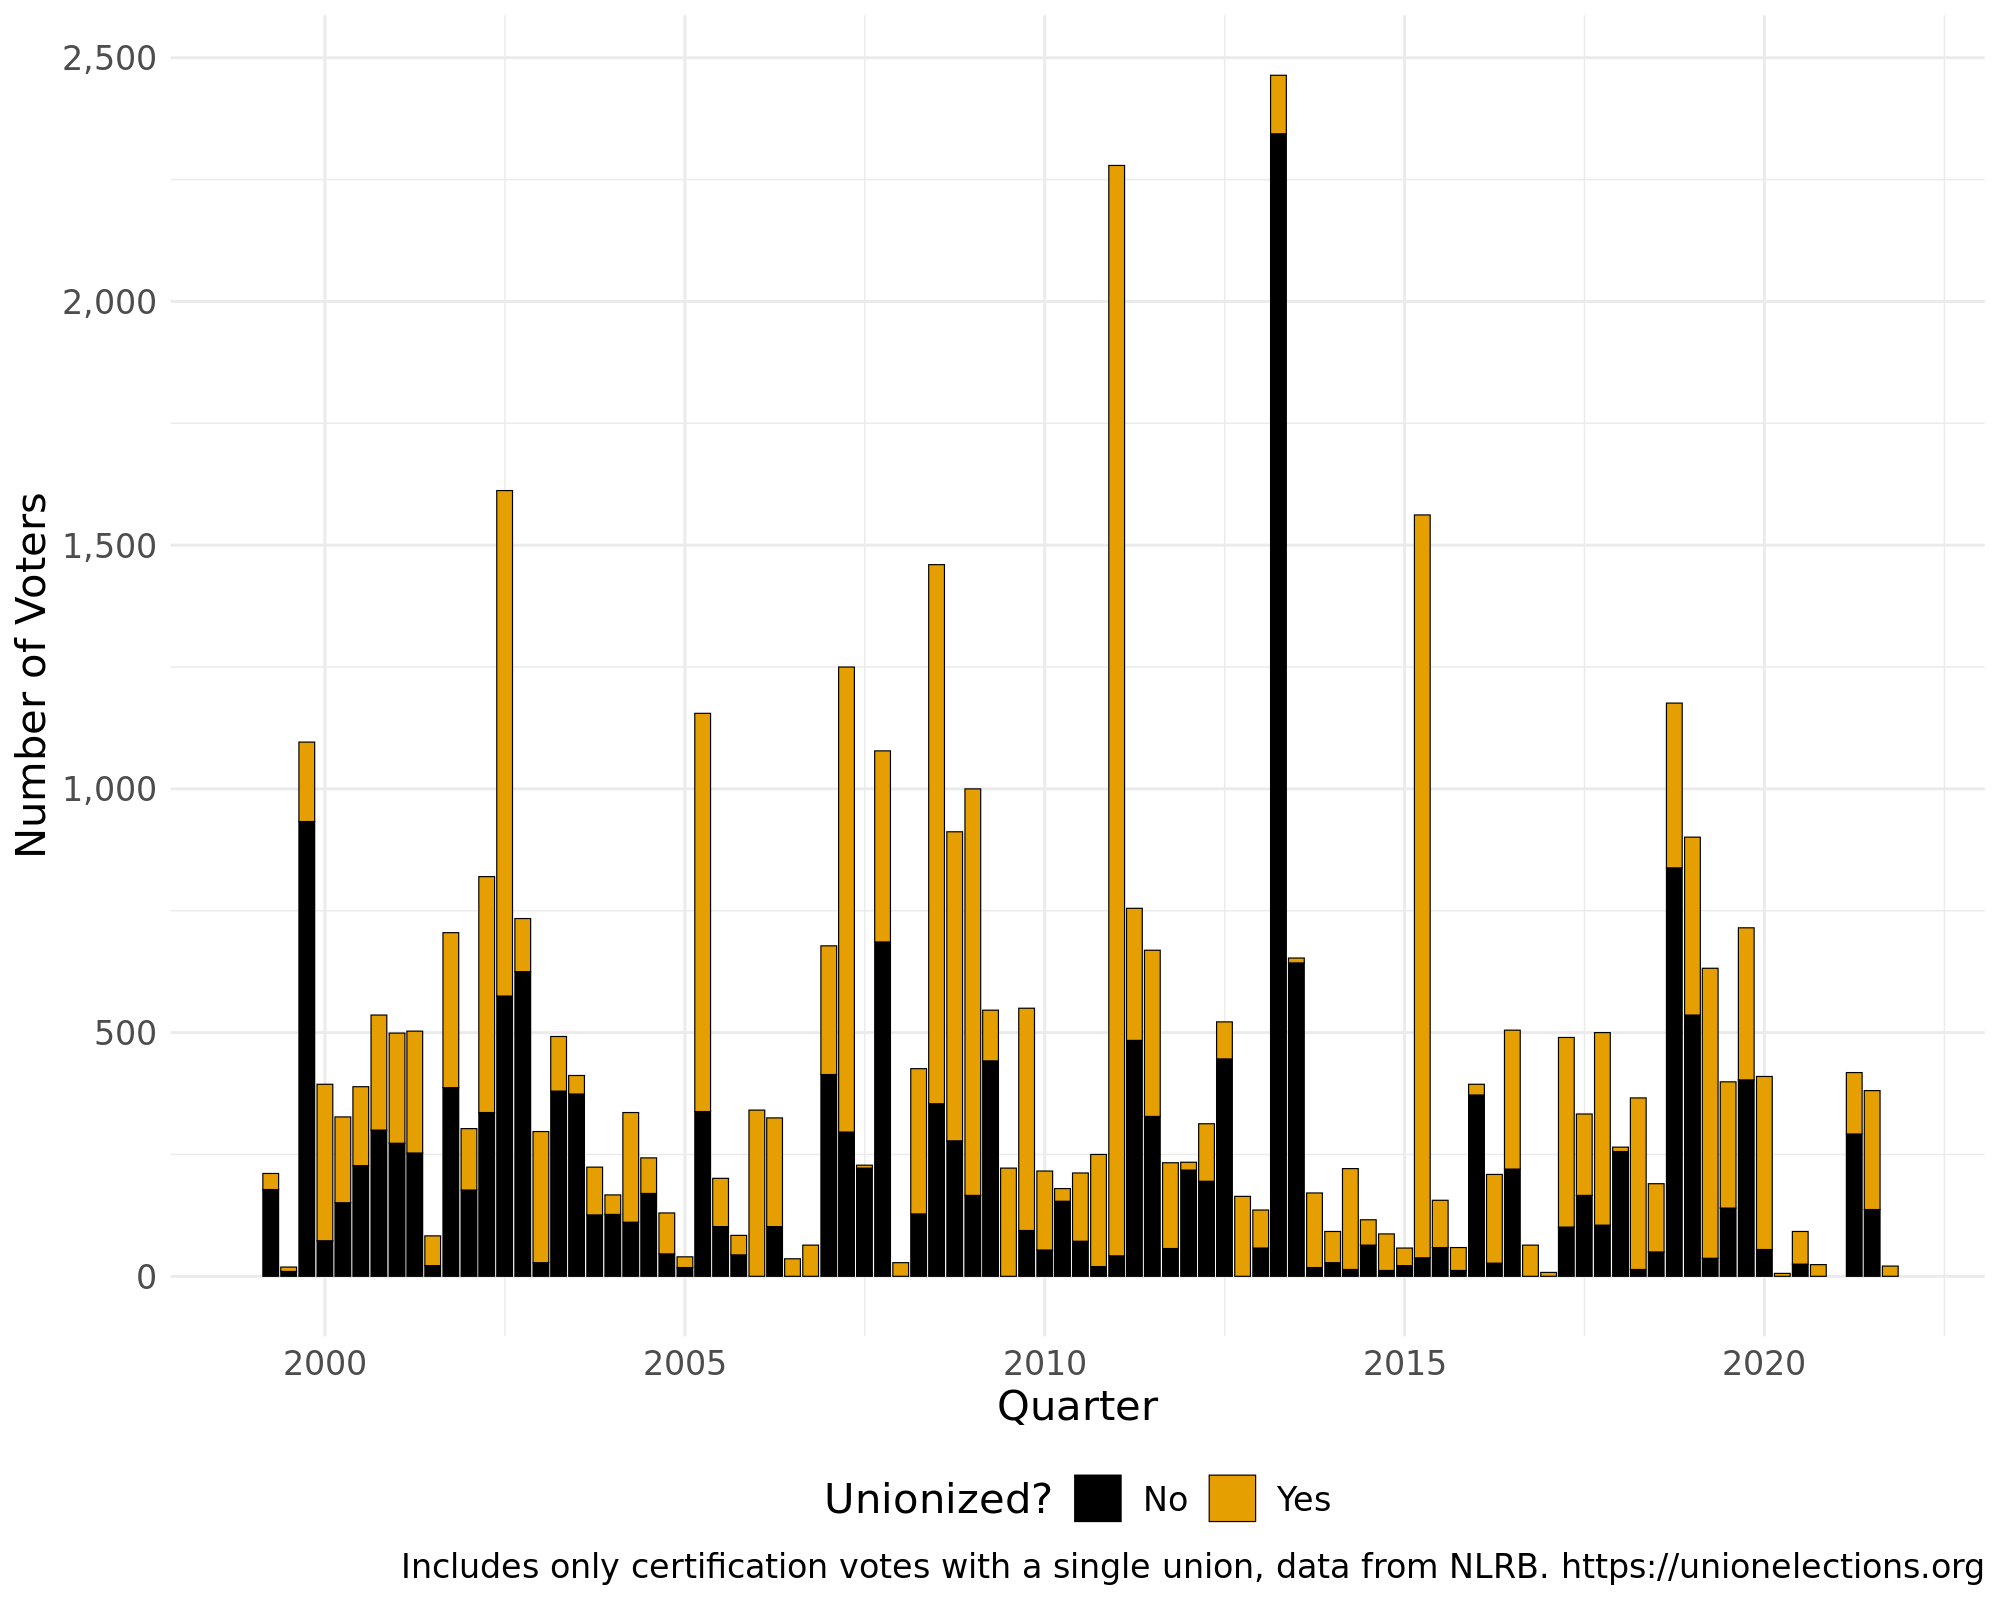 2,500
2,000
1,500
1,000
500
0
Number of Voters
2000 2005 2010 2015 2020
Quarter
Unionized? No Yes
Includes only certification votes with a single union, data from NLRB. https://unionelections.org